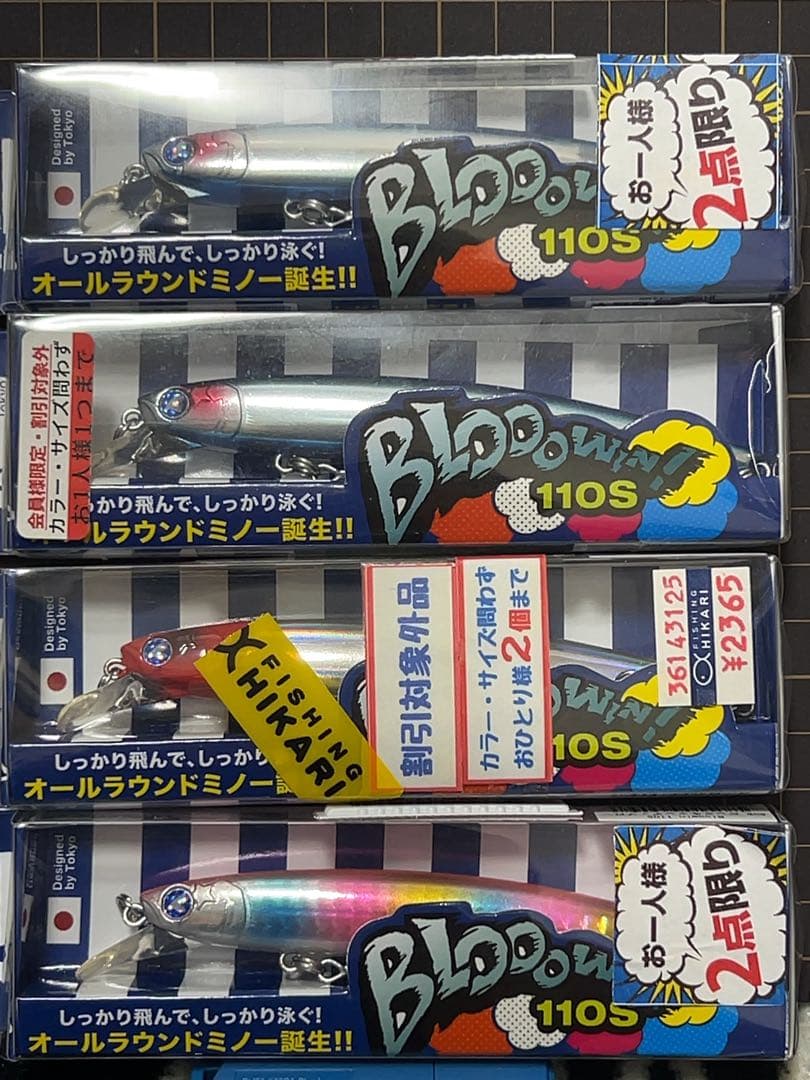 Designed
by Tokyo
BLOOOW
110S
お一人様
2点限り
しっかり飛んで、しっかり泳ぐ!
オールラウンドミノー誕生!!
会員様限定・割引対象外
カラー・サイズ問わず
お1人様1つまで
BLOOOWIN!
110S
かり飛んで、しっかり泳ぐ!
ルラウンドミノー誕生!!
Designed
by Tokyo
FISHING
HIKARI
割引対象外品
カラー・サイズ問わず
おひとり様2個まで
36143125
FISHING
HIKARI
¥2365
110S
しっかり飛んで、しっか
オールラウンドミノー誕
Designed
by Tokyo
BLOOOW
110S
お一人様
2点限り
しっかり飛んで、しっかり泳ぐ!
オールラウンドミノー誕生!!